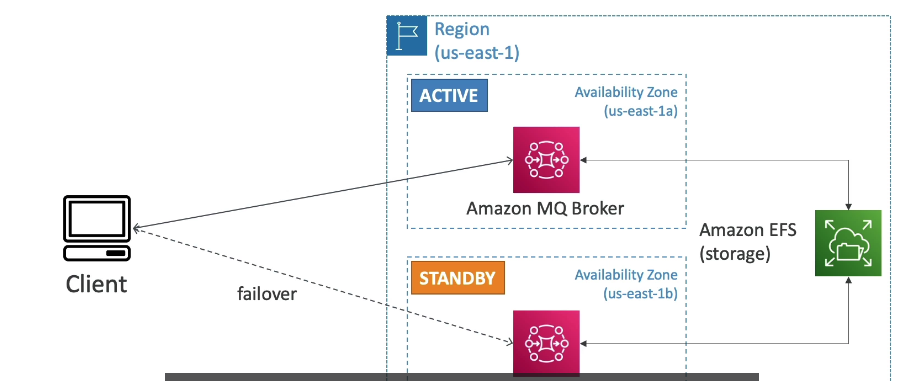 Region
(us-east-1)
ACTIVE
Availability Zone
(us-east-1a)
Amazon MQ Broker
Amazon EFS
(storage)
Client
failover
STANDBY
Availability Zone
(us-east-1b)